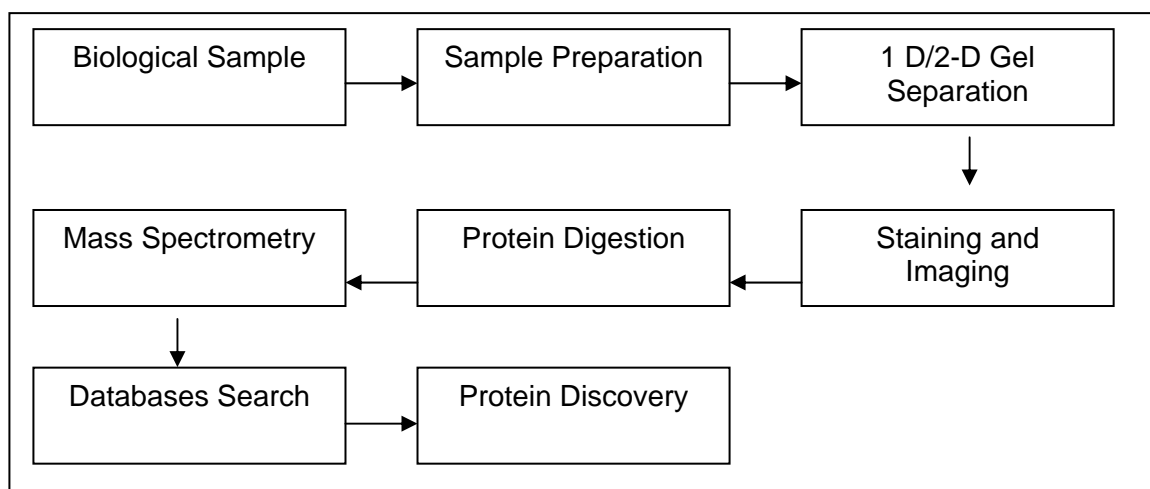 Biological Sample
Sample Preparation
1 D/2-D Gel
Separation
Staining and
Imaging
Protein Digestion
Mass Spectrometry
Databases Search
Protein Discovery